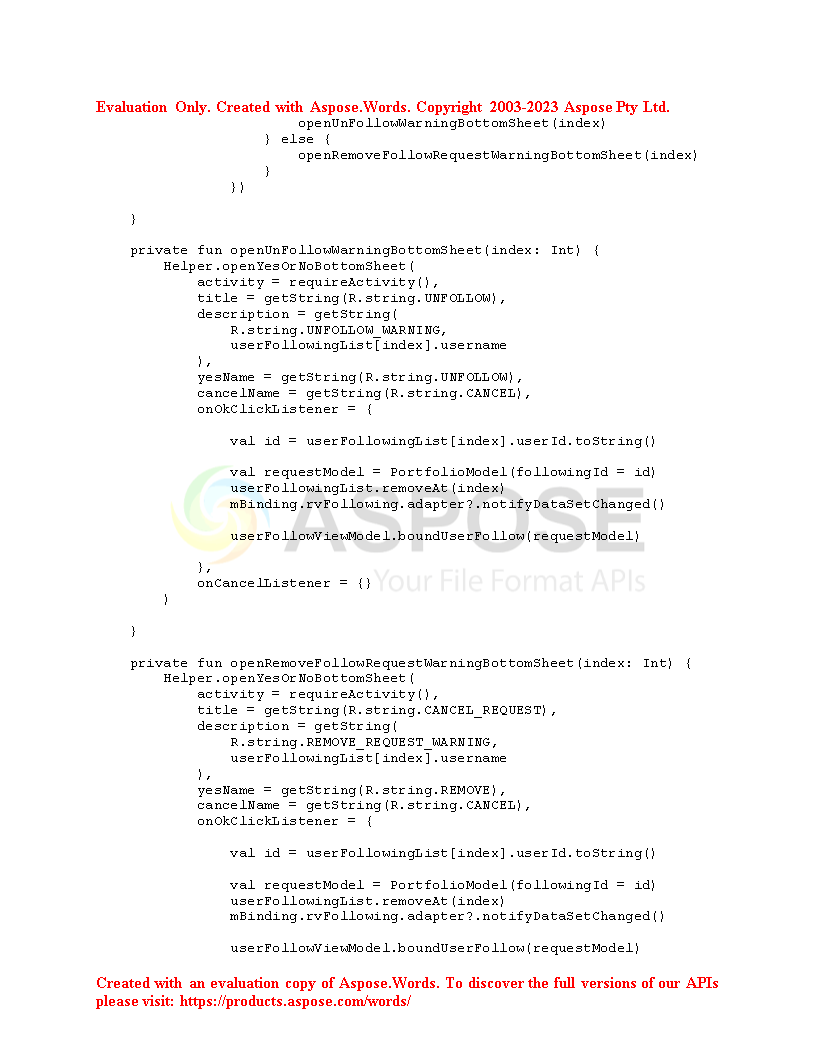 Evaluation Only. Created with Aspose.Words. Copyright 2003-2023 Aspose Pty Ltd.
                        openUnFollowWarningBottomSheet(index)
                    } else {
                        openRemoveFollowRequestWarningBottomSheet(index)
                    }
                })

    }

    private fun openUnFollowWarningBottomSheet(index: Int) {
        Helper.openYesOrNoBottomSheet(
            activity = requireActivity(),
            title = getString(R.string.UNFOLLOW),
            description = getString(
                R.string.UNFOLLOW_WARNING,
                userFollowingList[index].username
            ),
            yesName = getString(R.string.UNFOLLOW),
            cancelName = getString(R.string.CANCEL),
            onOkClickListener = {

                val id = userFollowingList[index].userId.toString()

                val requestModel = PortfolioModel(followingId = id)
                userFollowingList.removeAt(index)
                mBinding.rvFollowing.adapter?.notifyDataSetChanged()

                userFollowViewModel.boundUserFollow(requestModel)

            },
            onCancelListener = {}
        )

    }

    private fun openRemoveFollowRequestWarningBottomSheet(index: Int) {
        Helper.openYesOrNoBottomSheet(
            activity = requireActivity(),
            title = getString(R.string.CANCEL_REQUEST),
            description = getString(
                R.string.REMOVE_REQUEST_WARNING,
                userFollowingList[index].username
            ),
            yesName = getString(R.string.REMOVE),
            cancelName = getString(R.string.CANCEL),
            onOkClickListener = {

                val id = userFollowingList[index].userId.toString()

                val requestModel = PortfolioModel(followingId = id)
                userFollowingList.removeAt(index)
                mBinding.rvFollowing.adapter?.notifyDataSetChanged()

                userFollowViewModel.boundUserFollow(requestModel)
ASPOSE
Your File Format APIs
Created with an evaluation copy of Aspose.Words. To discover the full versions of our APIs
please visit: https://products.aspose.com/words/